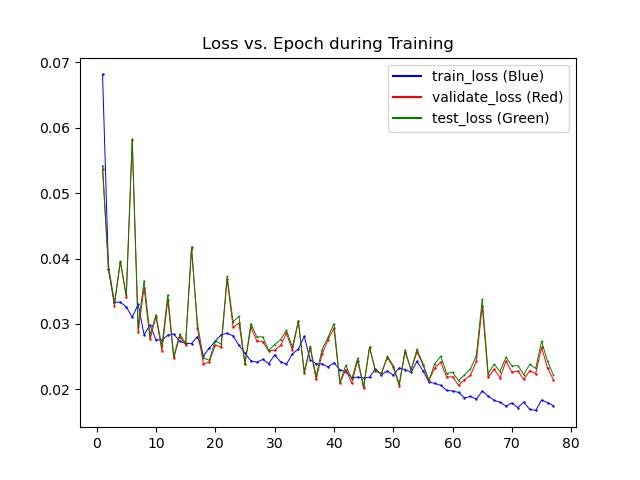 Loss vs. Epoch during Training
train_loss (Blue)
validate_loss (Red)
test_loss (Green)
0.07
0.06
0.05
0.04
0.03
0.02
0 10 20 30 40 50 60 70 80